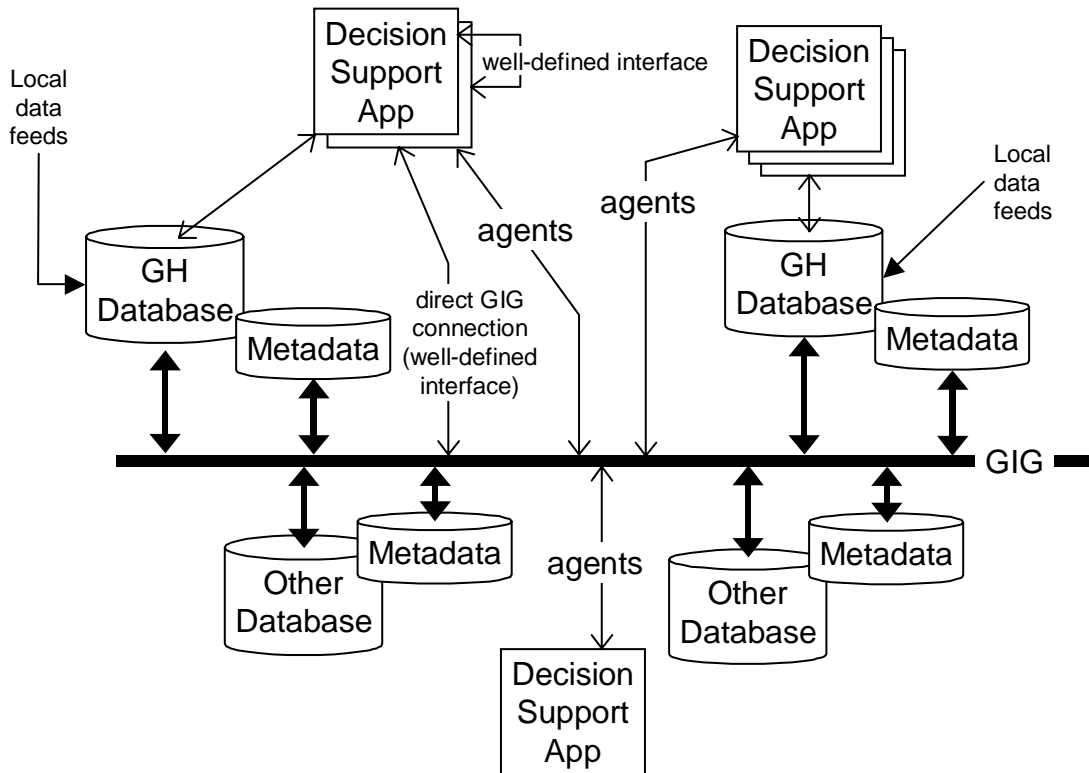 Decision
Support
App
well-defined interface
Local
data
feeds
Decision
Support
App
Local
data
feeds
agents
agents
GH
Database
Metadata
direct GIG
connection
(well-defined
interface)
GH
Database
Metadata
GIG
Metadata
Other
Database
agents
Metadata
Other
Database
Decision
Support
App